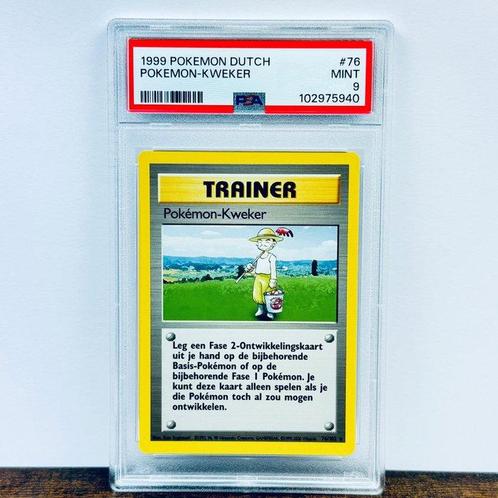 1999 POKEMON DUTCH #76
POKEMON-KWEKER MINT
9
PSA 102975940
TRAINER
Pokémon-Kweker
Leg een Fase 2-Ontwikkelingskaart
uit je hand op de bijbehorende
Basis-Pokémon of op de
bijbehorende Fase 1 Pokémon. Je
kunt deze kaart alleen spelen als je
die Pokémon toch al zou mogen
ontwikkelen.
76/102